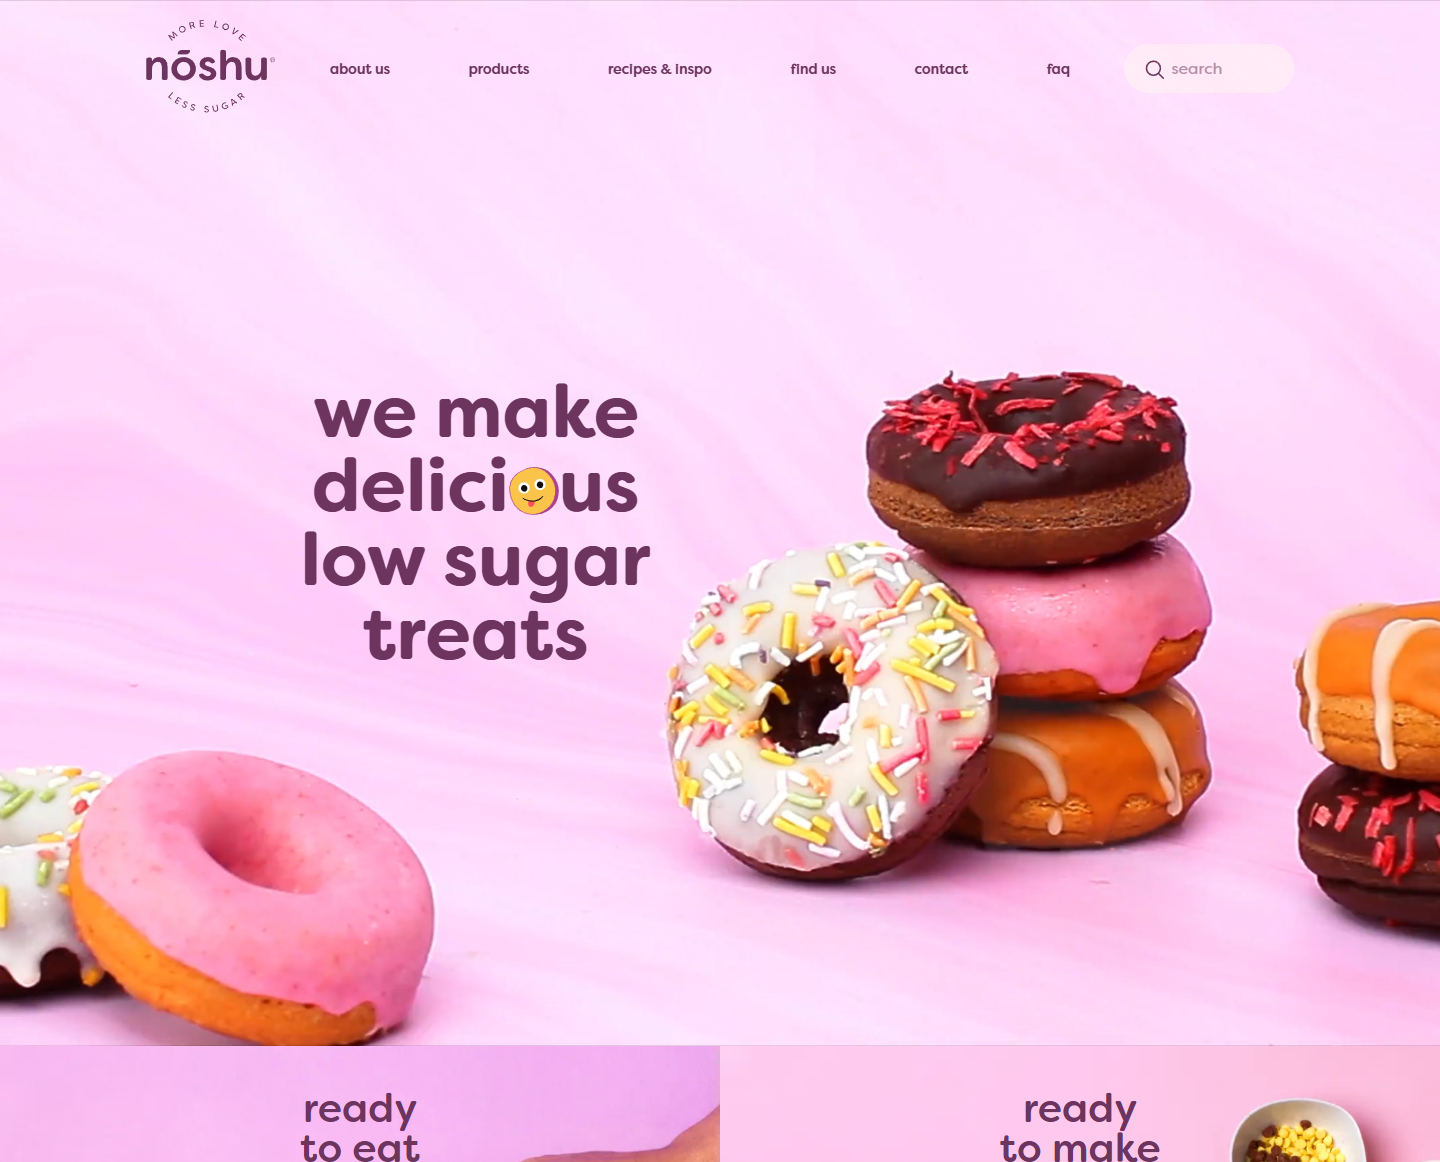 MORE LOVE
nōshu®
LESS SUGAR
about us
products
recipes & inspo
find us
contact
faq
search
we make
delicious
low sugar
treats
ready
to eat
ready
to make